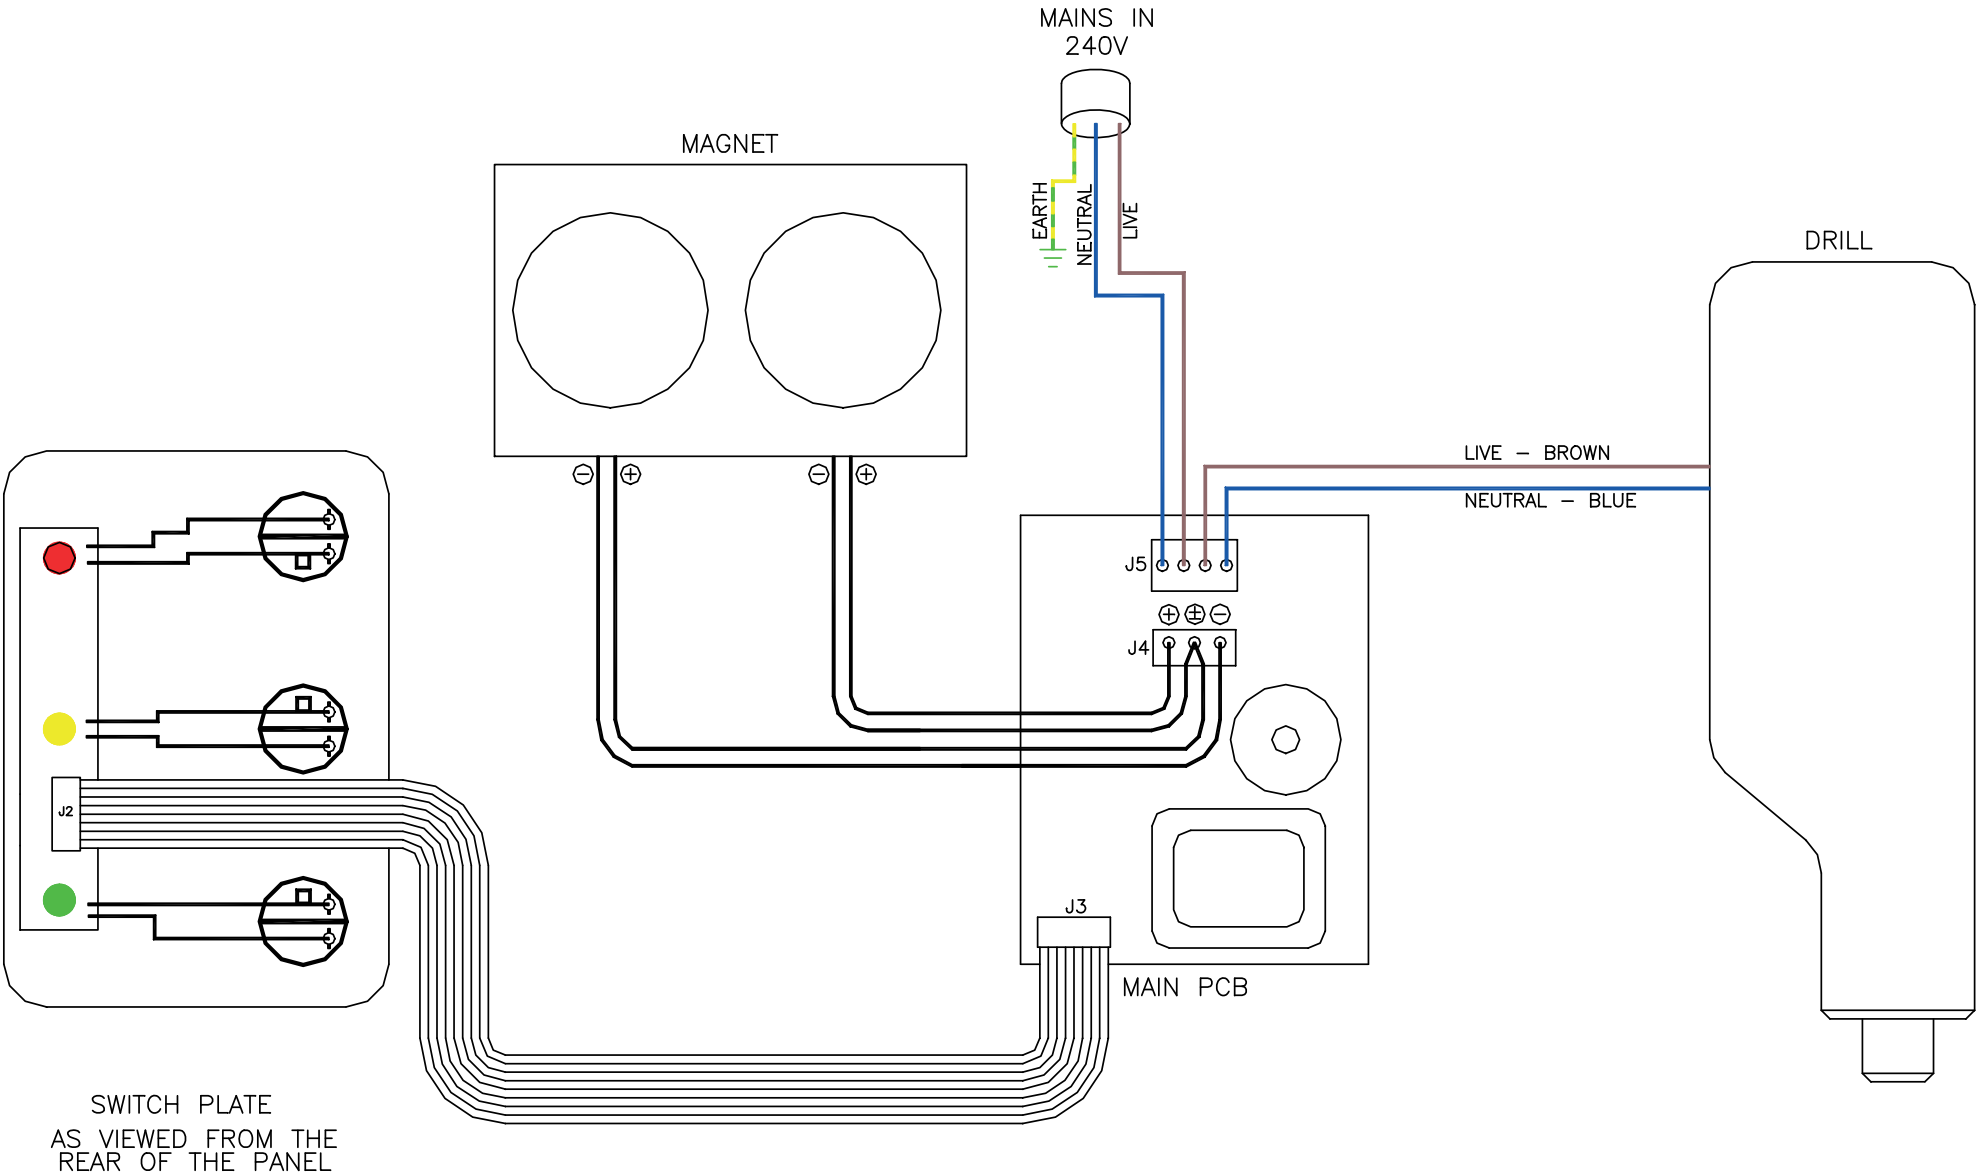 MAINS IN
240V
MAGNET
EARTH
NEUTRAL
LIVE
DRILL
LIVE - BROWN
NEUTRAL - BLUE
J5
+ ± -
J4
- +
- +
J2
J3
MAIN PCB
SWITCH PLATE
AS VIEWED FROM THE
REAR OF THE PANEL